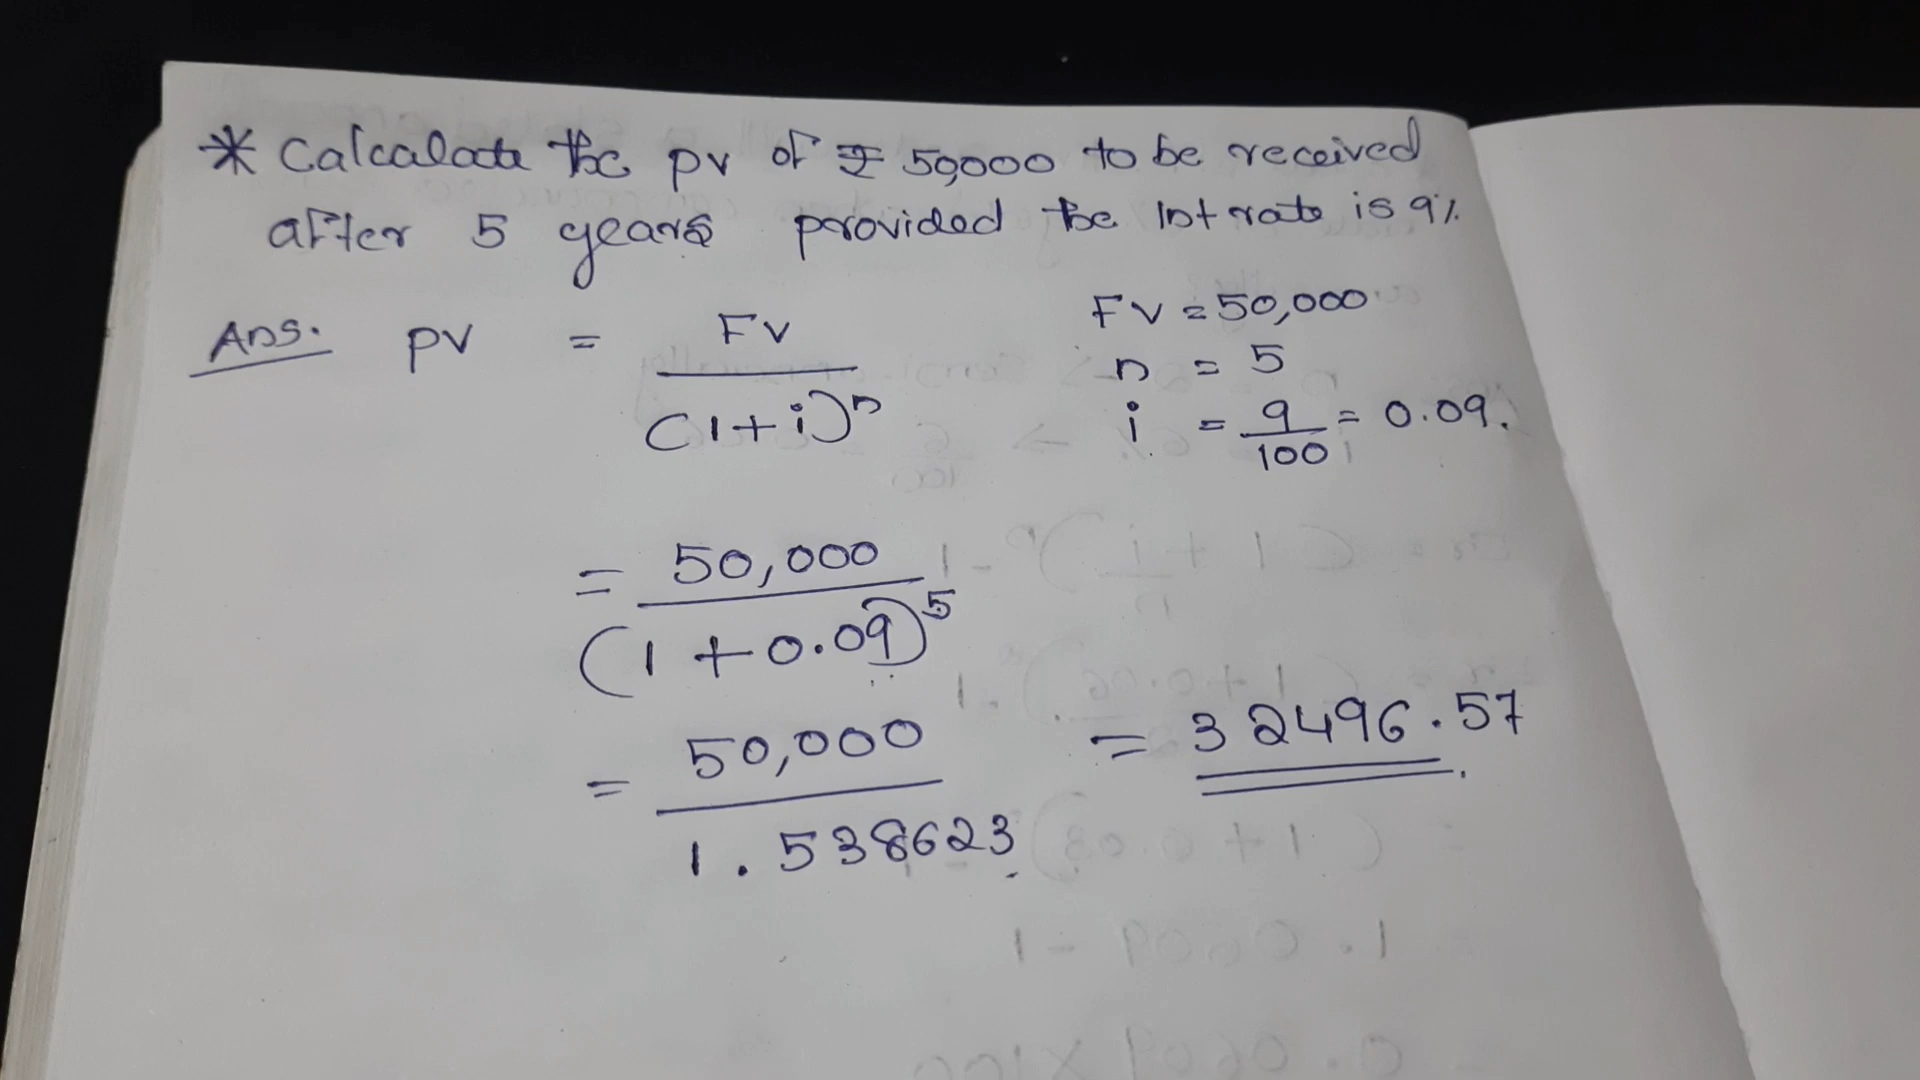 * Calcalate the pv of ₹ 50,000 to be received
after 5 years provided the Int rate is 9%
Ans. pv = FV / (1+i)^n
FV = 50,000
n = 5
i = 9/100 = 0.09.
= 50,000 / (1+0.09)^5
= 50,000 / 1.538623
= 32496.57